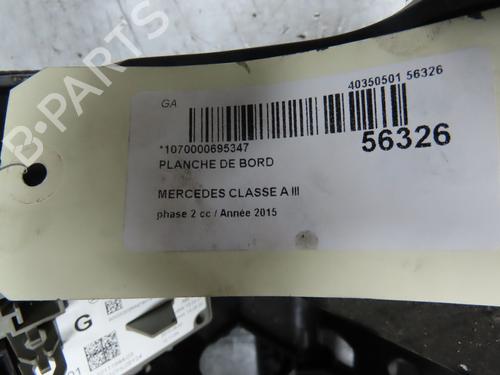 GA
40350501 56326
*1070000695347
56326
PLANCHE DE BORD
MERCEDES CLASSE A III
phase 2 cc / Année 2015
B-PARTS
G